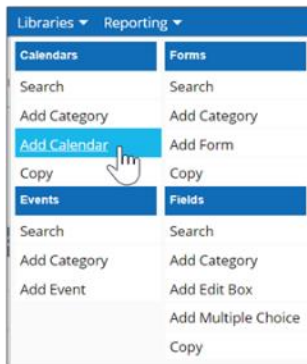 Libraries ▾ Reporting ▾
Calendars
Search
Add Category
Add Calendar
Copy
Forms
Search
Add Category
Add Form
Copy
Events
Search
Add Category
Add Event
Fields
Search
Add Category
Add Edit Box
Add Multiple Choice
Copy